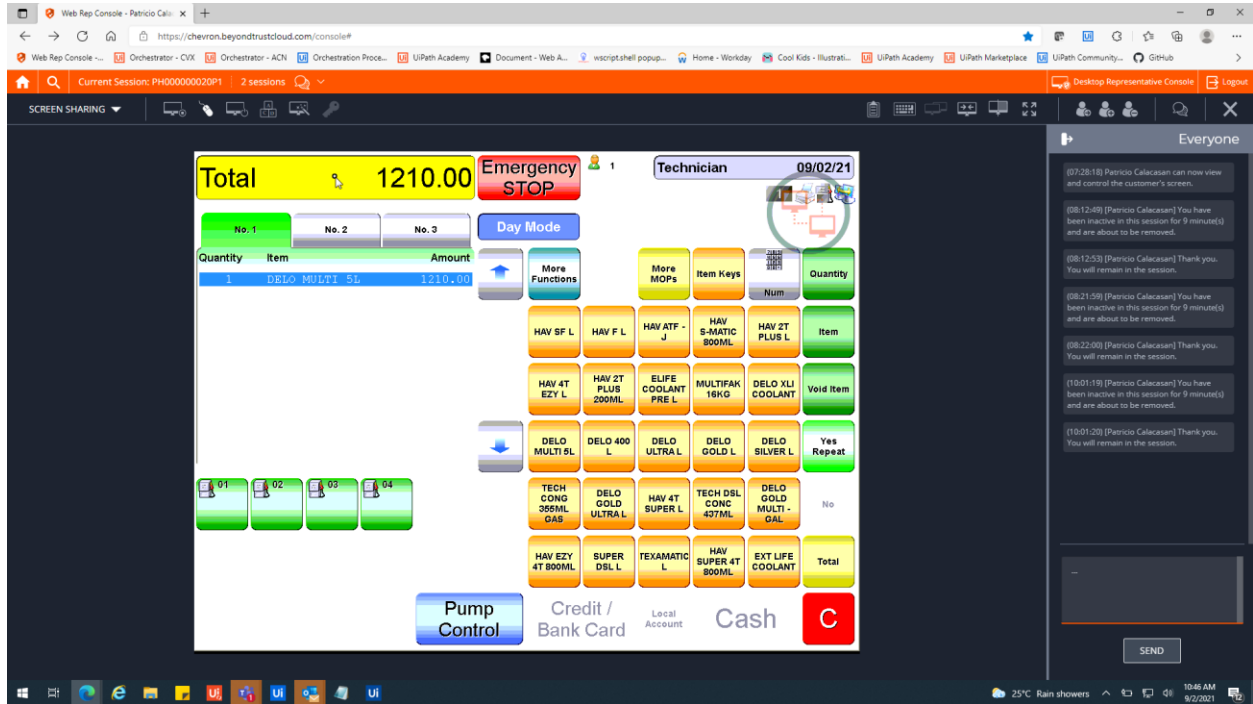 Web Rep Console - Patricio Cala
https://chevron.beyondtrustcloud.com/console#
Web Rep Console -...
Orchestrator - CVX
Orchestrator - ACN
Orchestration Proce...
UiPath Academy
Document - Web A...
wscript.shell popup...
Home - Workday
Cool Kids - Illustrati...
UiPath Academy
UiPath Marketplace
UiPath Community...
GitHub
Current Session: PH000000020P1
2 sessions
Desktop Representative Console
Logout
SCREEN SHARING
Total 1210.00
Emergency
STOP
1
Technician 09/02/21
No. 1
No. 2
No. 3
Day Mode
Quantity Item Amount
1 DELO MULTI 5L 1210.00
More
Functions
More
MOPs
Item Keys
Num
Quantity
HAV SF L
HAV F L
HAV ATF -
J
HAV
S-MATIC
800ML
HAV 2T
PLUS L
Item
HAV 4T
EZY L
HAV 2T
PLUS
200ML
ELIFE
COOLANT
PRE L
MULTIFAK
16KG
DELO XLI
COOLANT
Void Item
DELO
MULTI 5L
DELO 400
L
DELO
ULTRA L
DELO
GOLD L
DELO
SILVER L
Yes
Repeat
01
02
03
04
TECH
CONG
355ML
GAS
DELO
GOLD
ULTRA L
HAV 4T
SUPER L
TECH DSL
CONC
437ML
DELO
GOLD
MULTI -
GAL
No
HAV EZY
4T 800ML
SUPER
DSL L
TEXAMATIC
L
HAV
SUPER 4T
800ML
EXT LIFE
COOLANT
Total
Pump
Control
Credit /
Bank Card
Local
Account
Cash
C
Everyone
(07:28:18) Patricio Calacasan can now view
and control the customer's screen.
(08:12:49) [Patricio Calacasan] You have
been inactive in this session for 9 minute(s)
and are about to be removed.
(08:12:53) [Patricio Calacasan] Thank you.
You will remain in the session.
(08:21:59) [Patricio Calacasan] You have
been inactive in this session for 9 minute(s)
and are about to be removed.
(08:22:00) [Patricio Calacasan] Thank you.
You will remain in the session.
(10:01:19) [Patricio Calacasan] You have
been inactive in this session for 9 minute(s)
and are about to be removed.
(10:01:20) [Patricio Calacasan] Thank you.
You will remain in the session.
SEND
25°C Rain showers
10:46 AM
9/2/2021